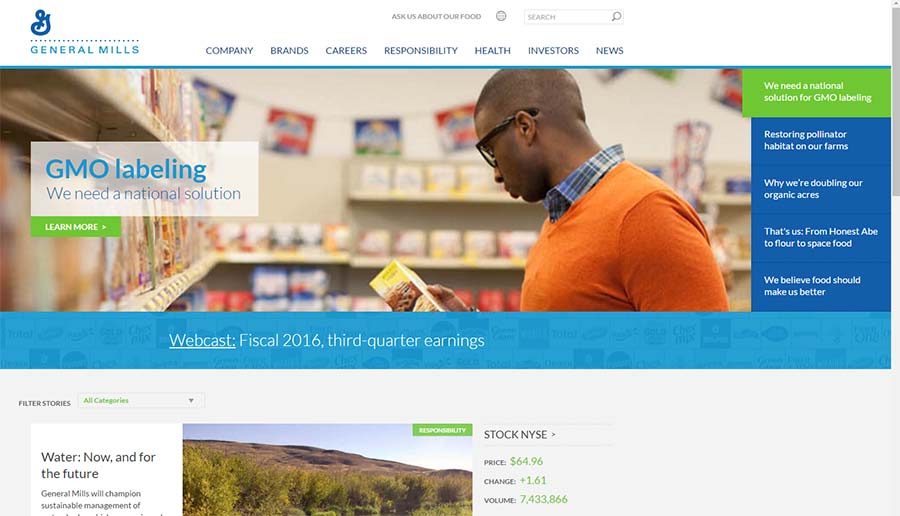 ASK US ABOUT OUR FOOD
SEARCH
GENERAL MILLS
COMPANY BRANDS CAREERS RESPONSIBILITY HEALTH INVESTORS NEWS
GMO labeling
We need a national solution
LEARN MORE >
We need a national
solution for GMO labeling
Restoring pollinator
habitat on our farms
Why we're doubling our
organic acres
That's us: From Honest Abe
to flour to space food
We believe food should
make us better
Webcast: Fiscal 2016, third-quarter earnings
FILTER STORIES
All Categories
RESPONSIBILITY
Water: Now, and for
the future
General Mills will champion
sustainable management of
STOCK NYSE >
PRICE: $64.96
CHANGE: +1.61
VOLUME: 7,433,866